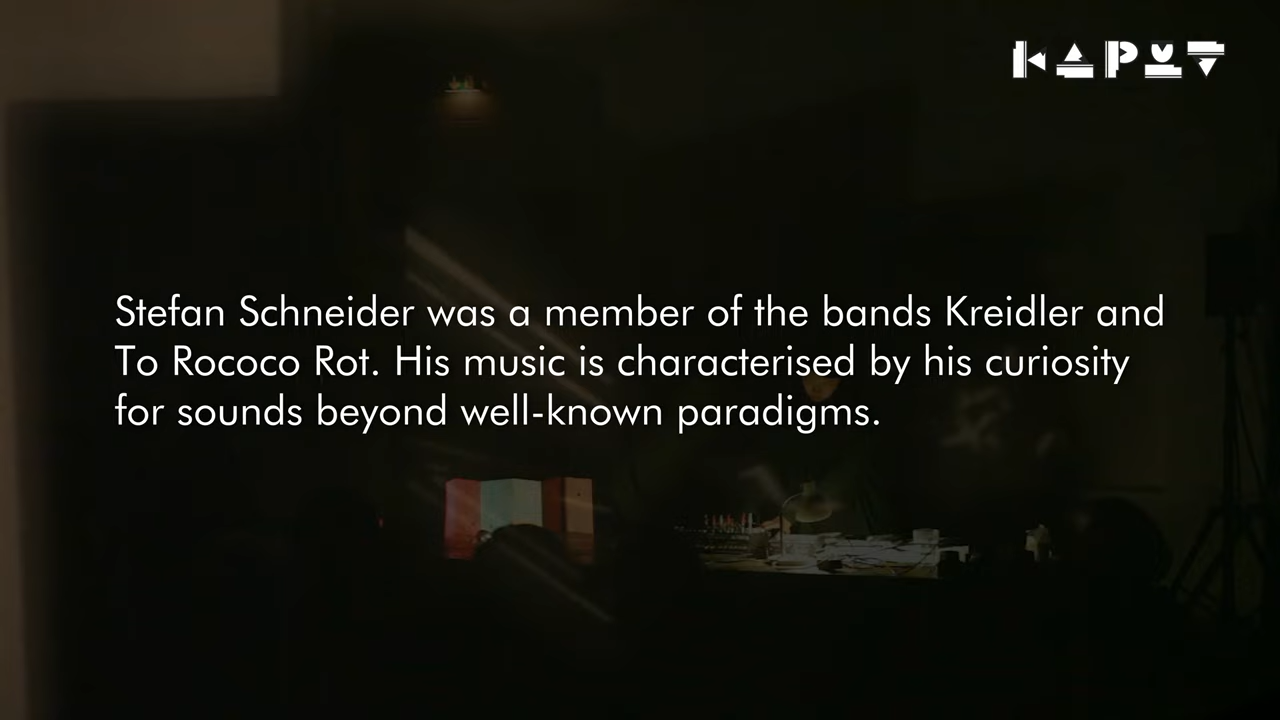 KAPUT
Stefan Schneider was a member of the bands Kreidler and
To Rococo Rot. His music is characterised by his curiosity
for sounds beyond well-known paradigms.